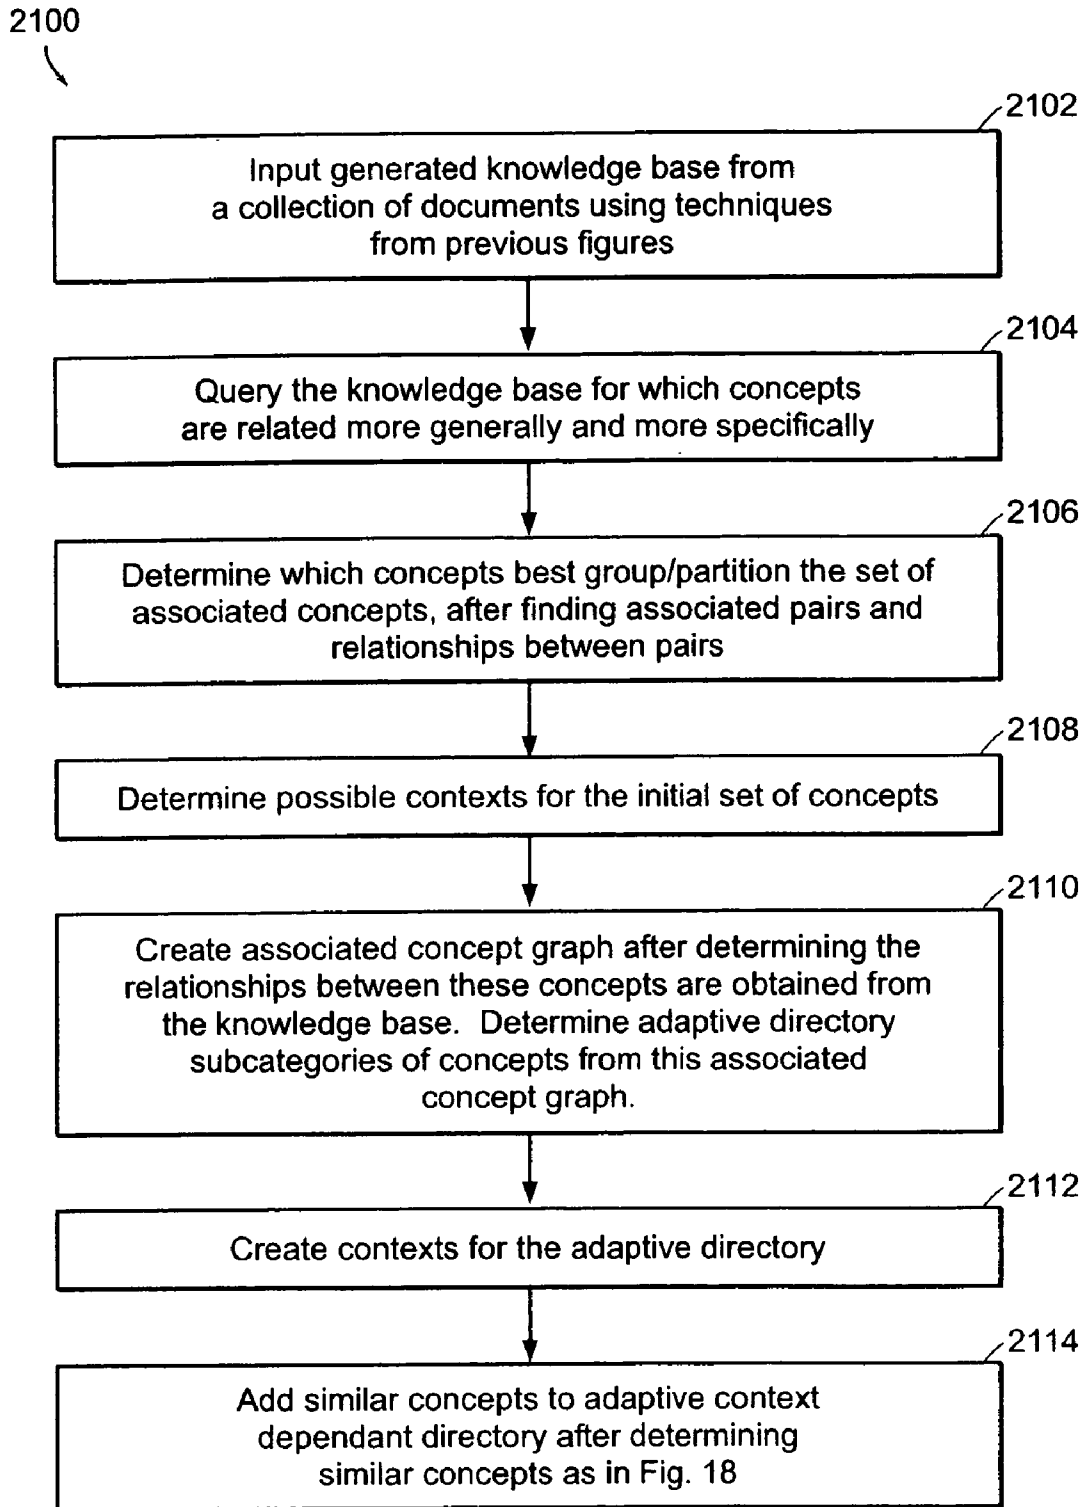 2100
2102
Input generated knowledge base from
a collection of documents using techniques
from previous figures
2104
Query the knowledge base for which concepts
are related more generally and more specifically
2106
Determine which concepts best group/partition the set of
associated concepts, after finding associated pairs and
relationships between pairs
2108
Determine possible contexts for the initial set of concepts
2110
Create associated concept graph after determining the
relationships between these concepts are obtained from
the knowledge base.  Determine adaptive directory
subcategories of concepts from this associated
concept graph.
2112
Create contexts for the adaptive directory
2114
Add similar concepts to adaptive context
dependant directory after determining
similar concepts as in Fig. 18